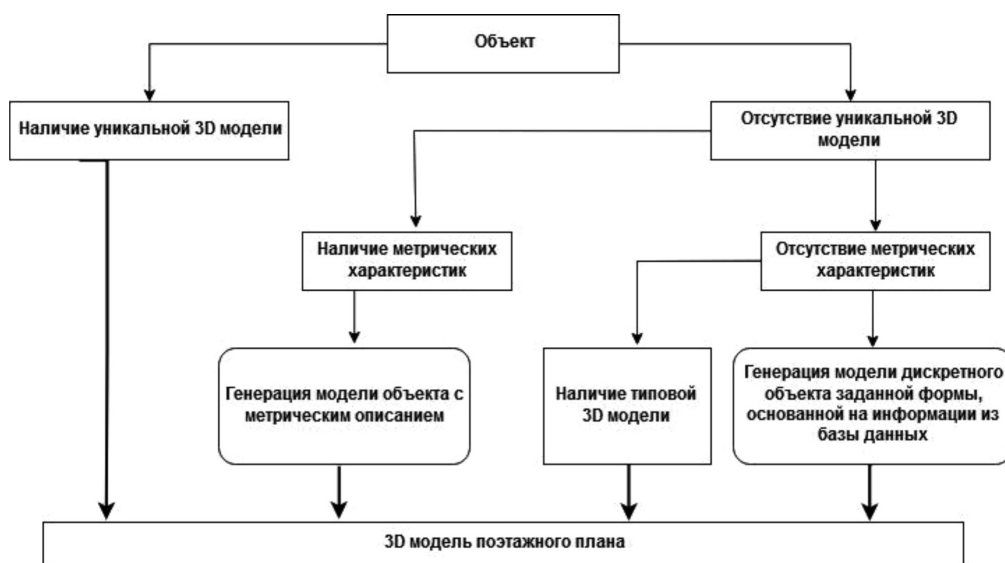 Объект
Наличие уникальной 3D модели
Отсутствие уникальной 3D
модели
Наличие метрических
характеристик
Отсутствие метрических
характеристик
Генерация модели объекта с
метрическим описанием
Наличие типовой
3D модели
Генерация модели дискретного
объекта заданной формы,
основанной на информации из
базы данных
3D модель поэтажного плана